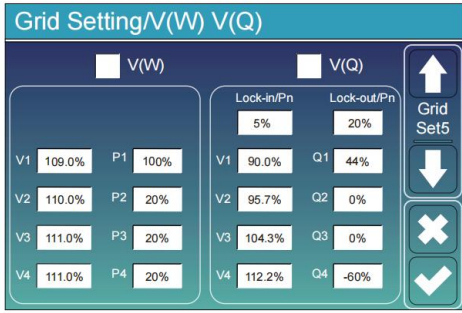 Grid Setting/V(W) V(Q)
V(W)
V1 109.0% P1 100%
V2 110.0% P2 20%
V3 111.0% P3 20%
V4 111.0% P4 20%
V(Q)
Lock-in/Pn Lock-out/Pn
5% 20%
V1 90.0% Q1 44%
V2 95.7% Q2 0%
V3 104.3% Q3 0%
V4 112.2% Q4 -60%
Grid
Set5